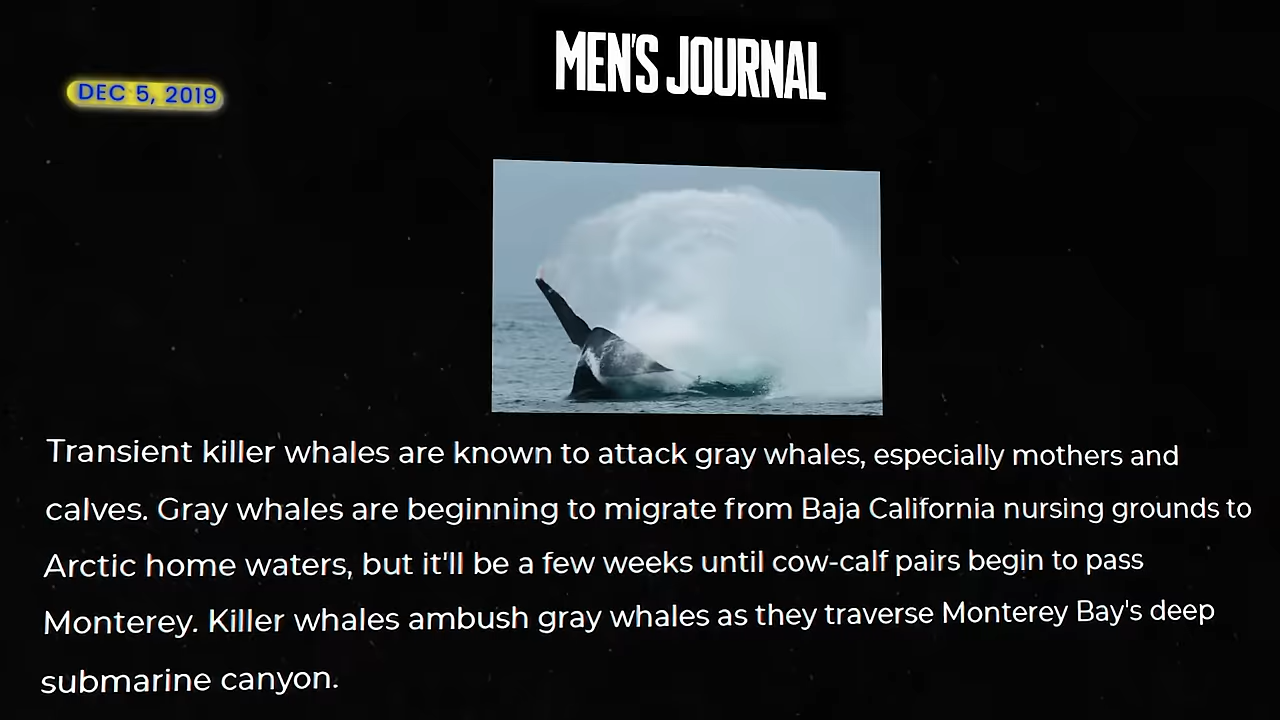 MEN'S JOURNAL
DEC 5, 2019
Transient killer whales are known to attack gray whales, especially mothers and
calves. Gray whales are beginning to migrate from Baja California nursing grounds to
Arctic home waters, but it'll be a few weeks until cow-calf pairs begin to pass
Monterey. Killer whales ambush gray whales as they traverse Monterey Bay's deep
submarine canyon.